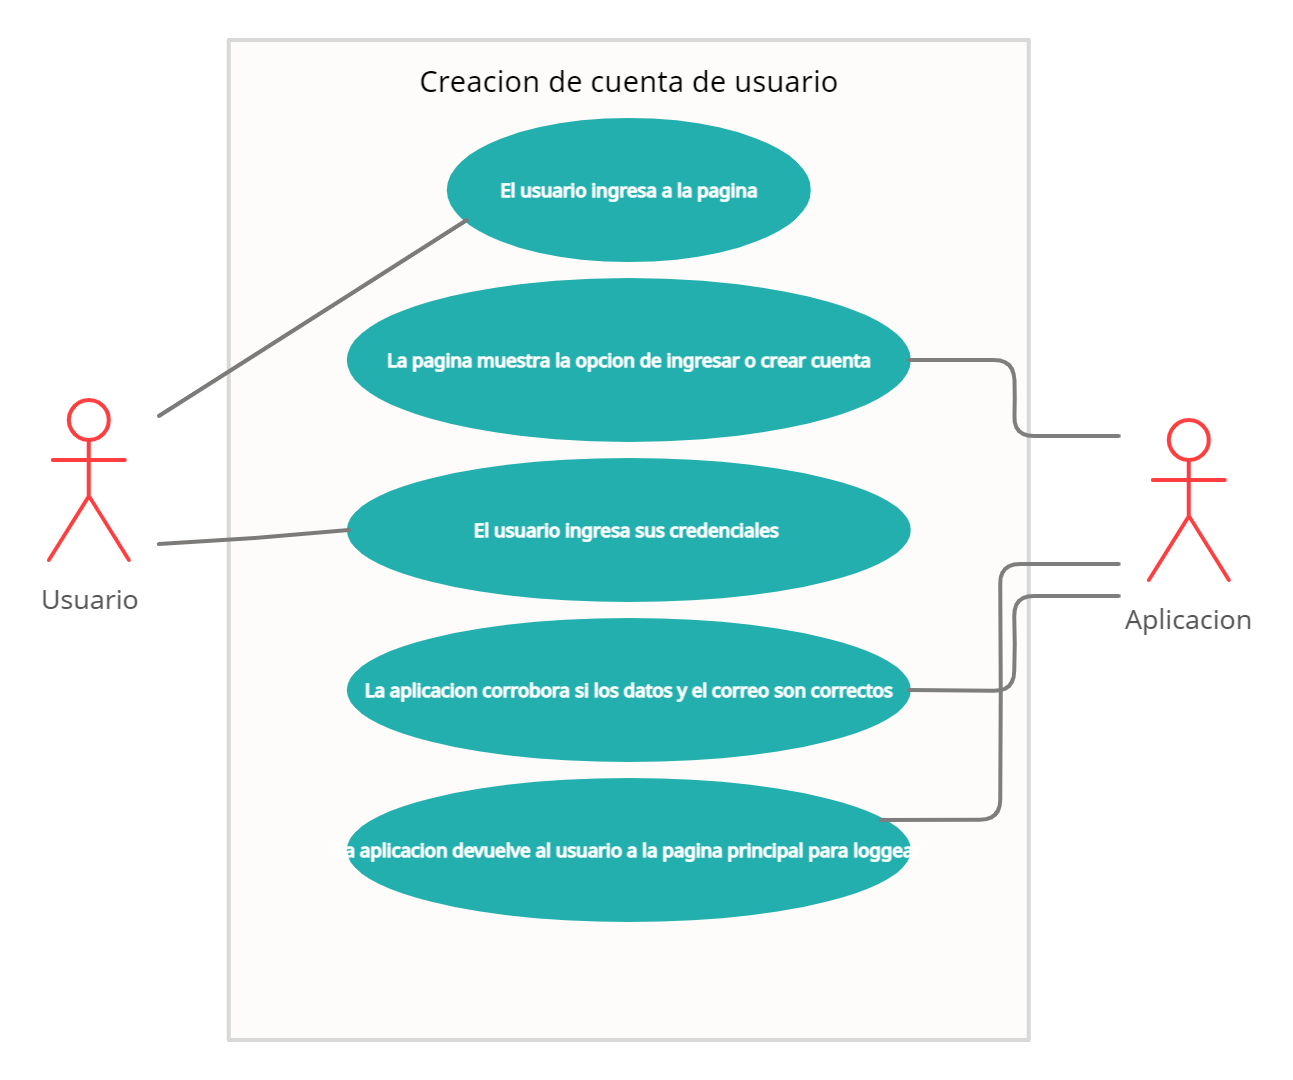 Creacion de cuenta de usuario
El usuario ingresa a la pagina
La pagina muestra la opcion de ingresar o crear cuenta
El usuario ingresa sus credenciales
Usuario
Aplicacion
La aplicacion corrobora si los datos y el correo son correctos
a aplicacion devuelve al usuario a la pagina principal para loggea